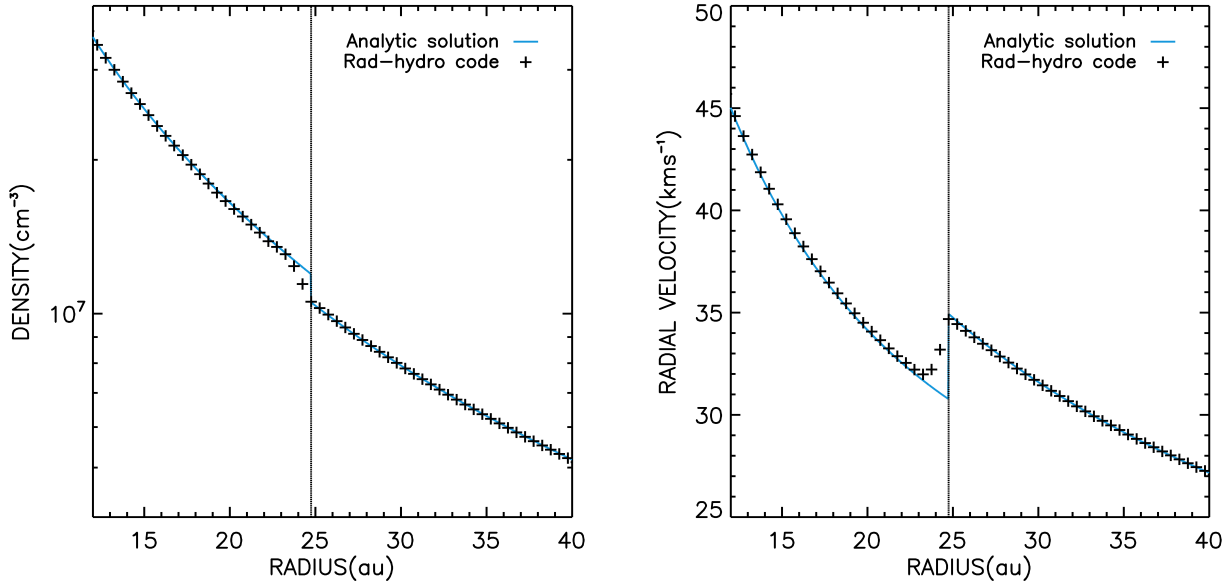 Analytic solution
Rad-hydro code
DENSITY(cm⁻³)
10⁷
15 20 25 30 35 40
RADIUS(au)
50
45
40
35
30
25
Analytic solution
Rad-hydro code
RADIAL VELOCITY(kms⁻¹)
15 20 25 30 35 40
RADIUS(au)